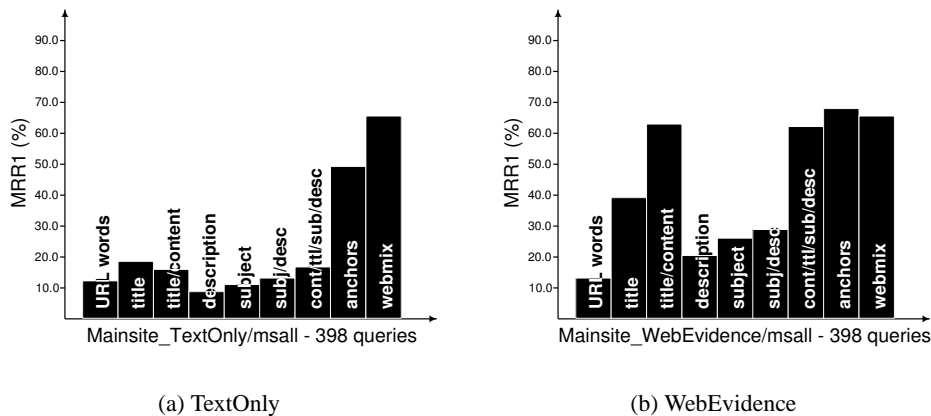 MRR1 (%)
90.0
80.0
70.0
60.0
50.0
40.0
30.0
20.0
10.0
URL words
title
title/content
description
subject
subj/desc
cont/ttl/sub/desc
anchors
webmix
Mainsite_TextOnly/msall - 398 queries
(a) TextOnly
MRR1 (%)
90.0
80.0
70.0
60.0
50.0
40.0
30.0
20.0
10.0
URL words
title
title/content
description
subject
subj/desc
cont/ttl/sub/desc
anchors
webmix
Mainsite_WebEvidence/msall - 398 queries
(b) WebEvidence